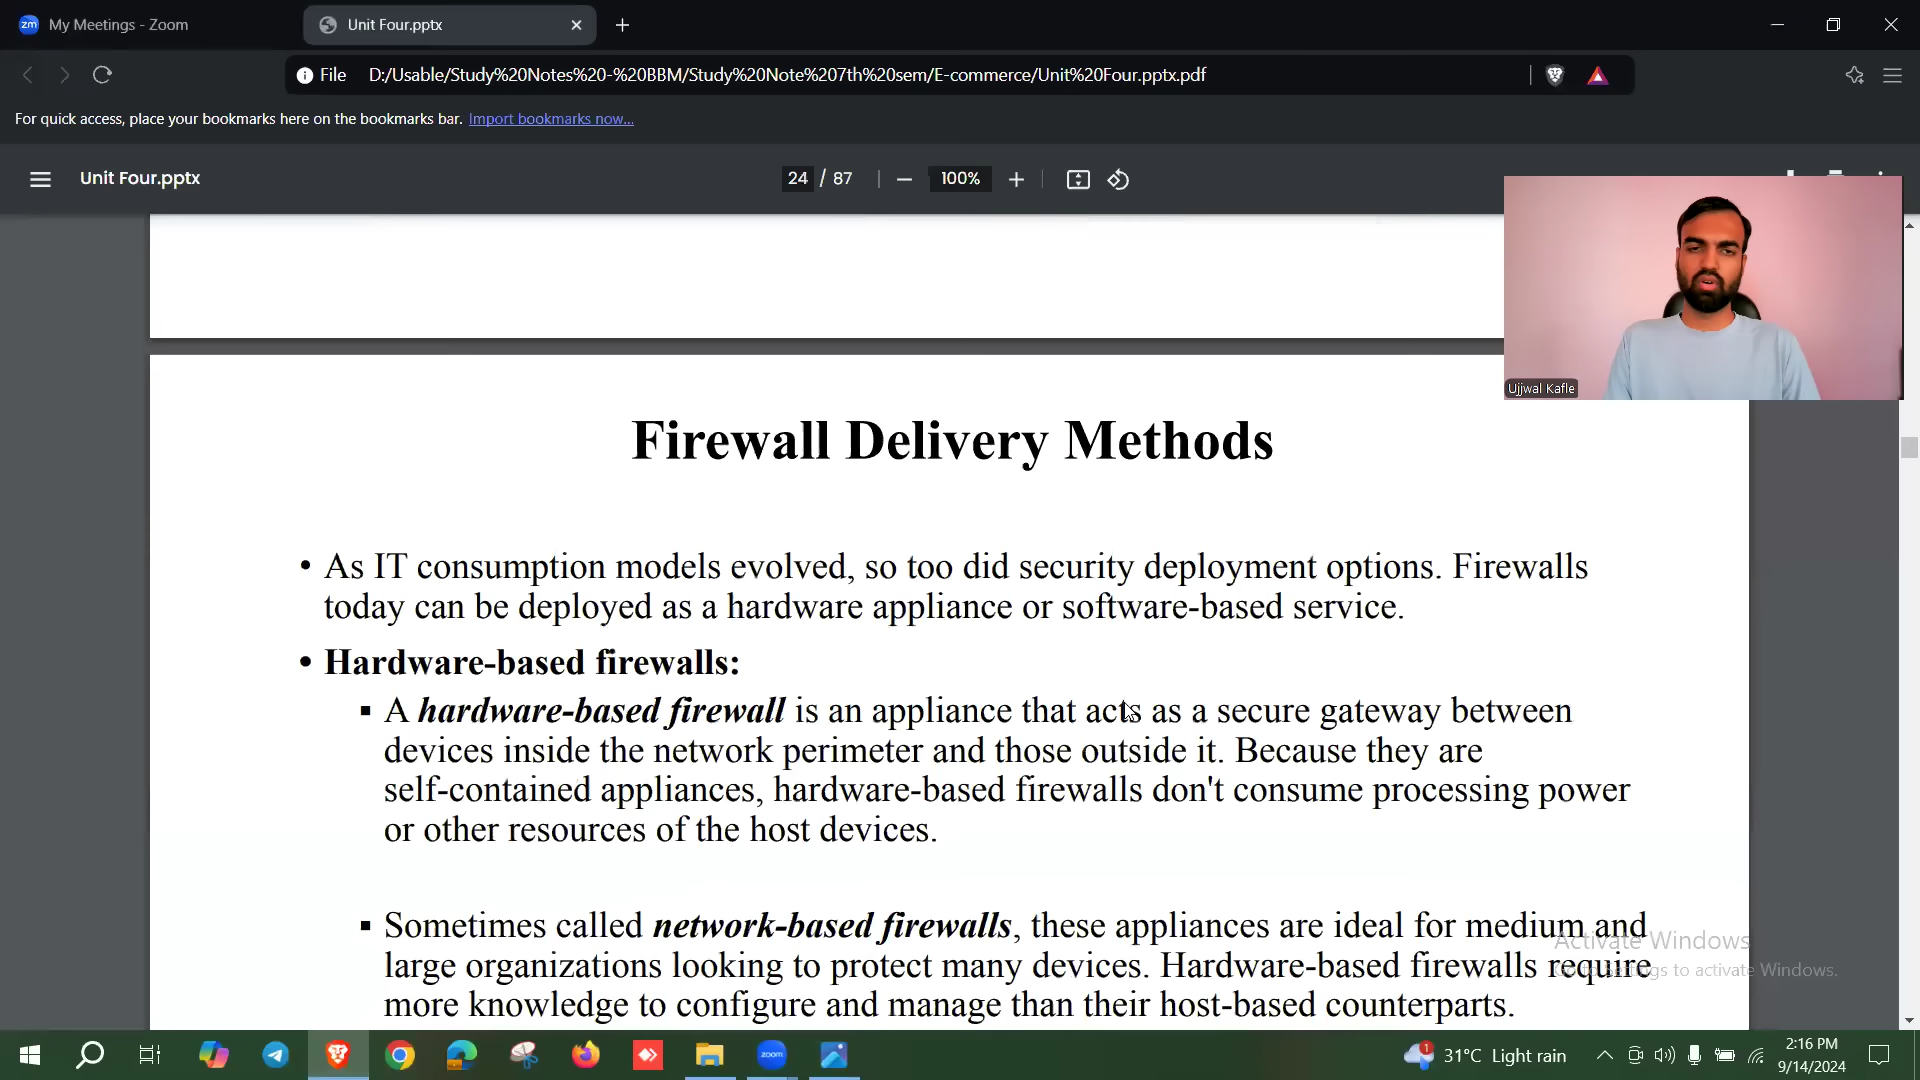 zm My Meetings - Zoom
Unit Four.pptx
File D:/Usable/Study%20Notes%20-%20BBM/Study%20Note%207th%20sem/E-commerce/Unit%20Four.pptx.pdf
For quick access, place your bookmarks here on the bookmarks bar. Import bookmarks now...
Unit Four.pptx
24 / 87
100%
Ujjwal Kafle
Firewall Delivery Methods
• As IT consumption models evolved, so too did security deployment options. Firewalls
today can be deployed as a hardware appliance or software-based service.
• Hardware-based firewalls:
▪ A hardware-based firewall is an appliance that acts as a secure gateway between
devices inside the network perimeter and those outside it. Because they are
self-contained appliances, hardware-based firewalls don't consume processing power
or other resources of the host devices.
▪ Sometimes called network-based firewalls, these appliances are ideal for medium and
large organizations looking to protect many devices. Hardware-based firewalls require
more knowledge to configure and manage than their host-based counterparts.
Activate Windows
Go to Settings to activate Windows.
zoom
1
31°C Light rain
2:16 PM
9/14/2024